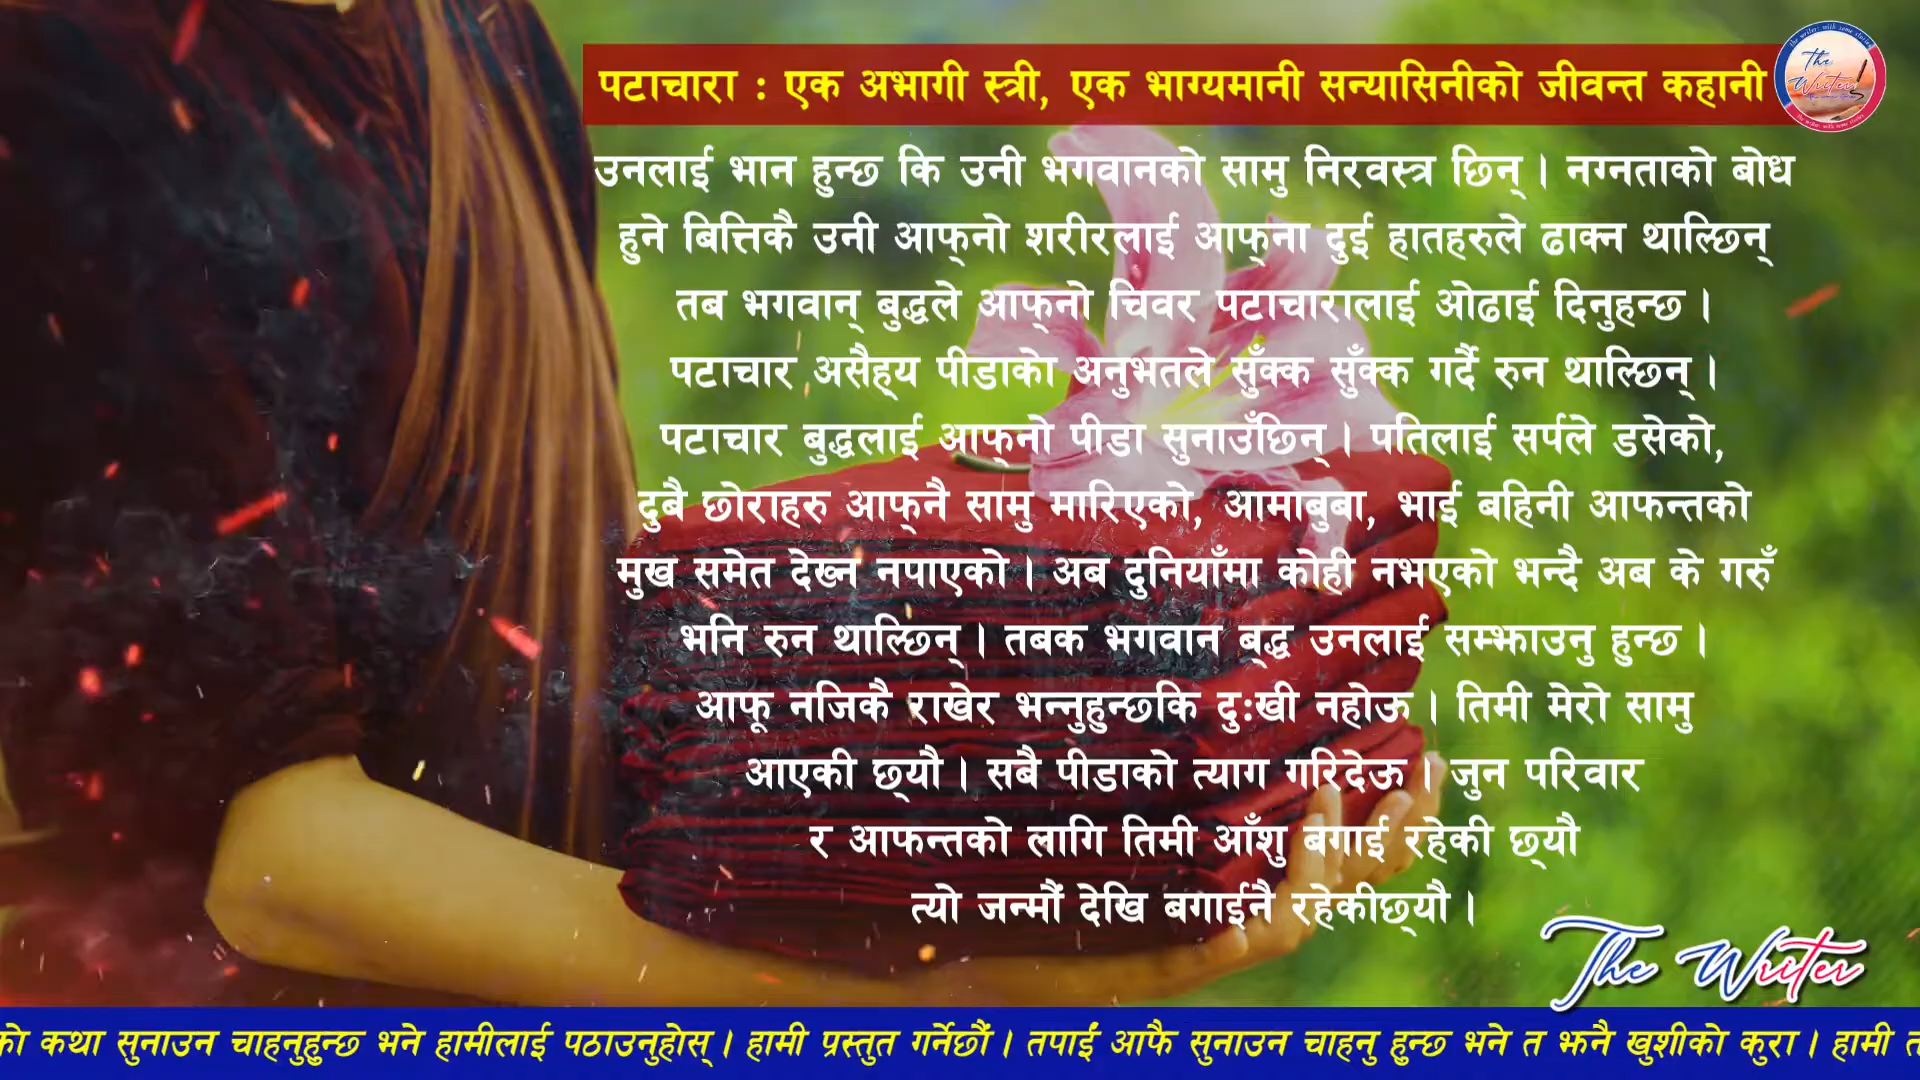 पटाचारा : एक अभागी स्त्री, एक भाग्यमानी सन्यासिनीको जीवन्त कहानी
The Writer
उनलाई भान हुन्छ कि उनी भगवानको सामु निरवस्त्र छिन् । नग्नताको बोध
हुने बित्तिकै उनी आफ्‌नो शरीरलाई आफ्‌ना दुई हातहरुले ढाक्न थाल्छिन्
तब भगवान् बुद्धले आफ्‌नो चिवर पटाचारालाई ओढाई दिनुहन्छ ।
पटाचार असैह्‌य पीडाको अनुभतले सुँक्क सुँक्क गर्दै रुन थाल्छिन् ।
पटाचार बुद्धलाई आफ्‌नो पीडा सुनाउँछिन् । पतिलाई सर्पले डसेको,
दुबै छोराहरु आफ्‌नै सामु मारिएको, आमाबुबा, भाई बहिनी आफन्तको
मुख समेत देख्न नपाएको । अब दुनियाँमा कोही नभएको भन्दै अब के गरुँ
भनि रुन थाल्छिन् । तबक भगवान ब्द्ध उनलाई सम्झाउनु हुन्छ ।
आफू नजिकै राखेर भन्नुहुन्छकि दुःखी नहोऊ । तिमी मेरो सामु
आएकी छ्‌यौ । सबै पीडाको त्याग गरिदेऊ । जुन परिवार
र आफन्तको लागि तिमी आँशु बगाई रहेकी छ्‌यौ
त्यो जन्मौं देखि बगाईनै रहेकीछ्‌यौ ।
The Writer
को कथा सुनाउन चाहनुहुन्छ भने हामीलाई पठाउनुहोस् । हामी प्रस्तुत गर्नेछौं । तपाईं आफै सुनाउन चाहनु हुन्छ भने त झनै खुशीको कुरा । हामी त